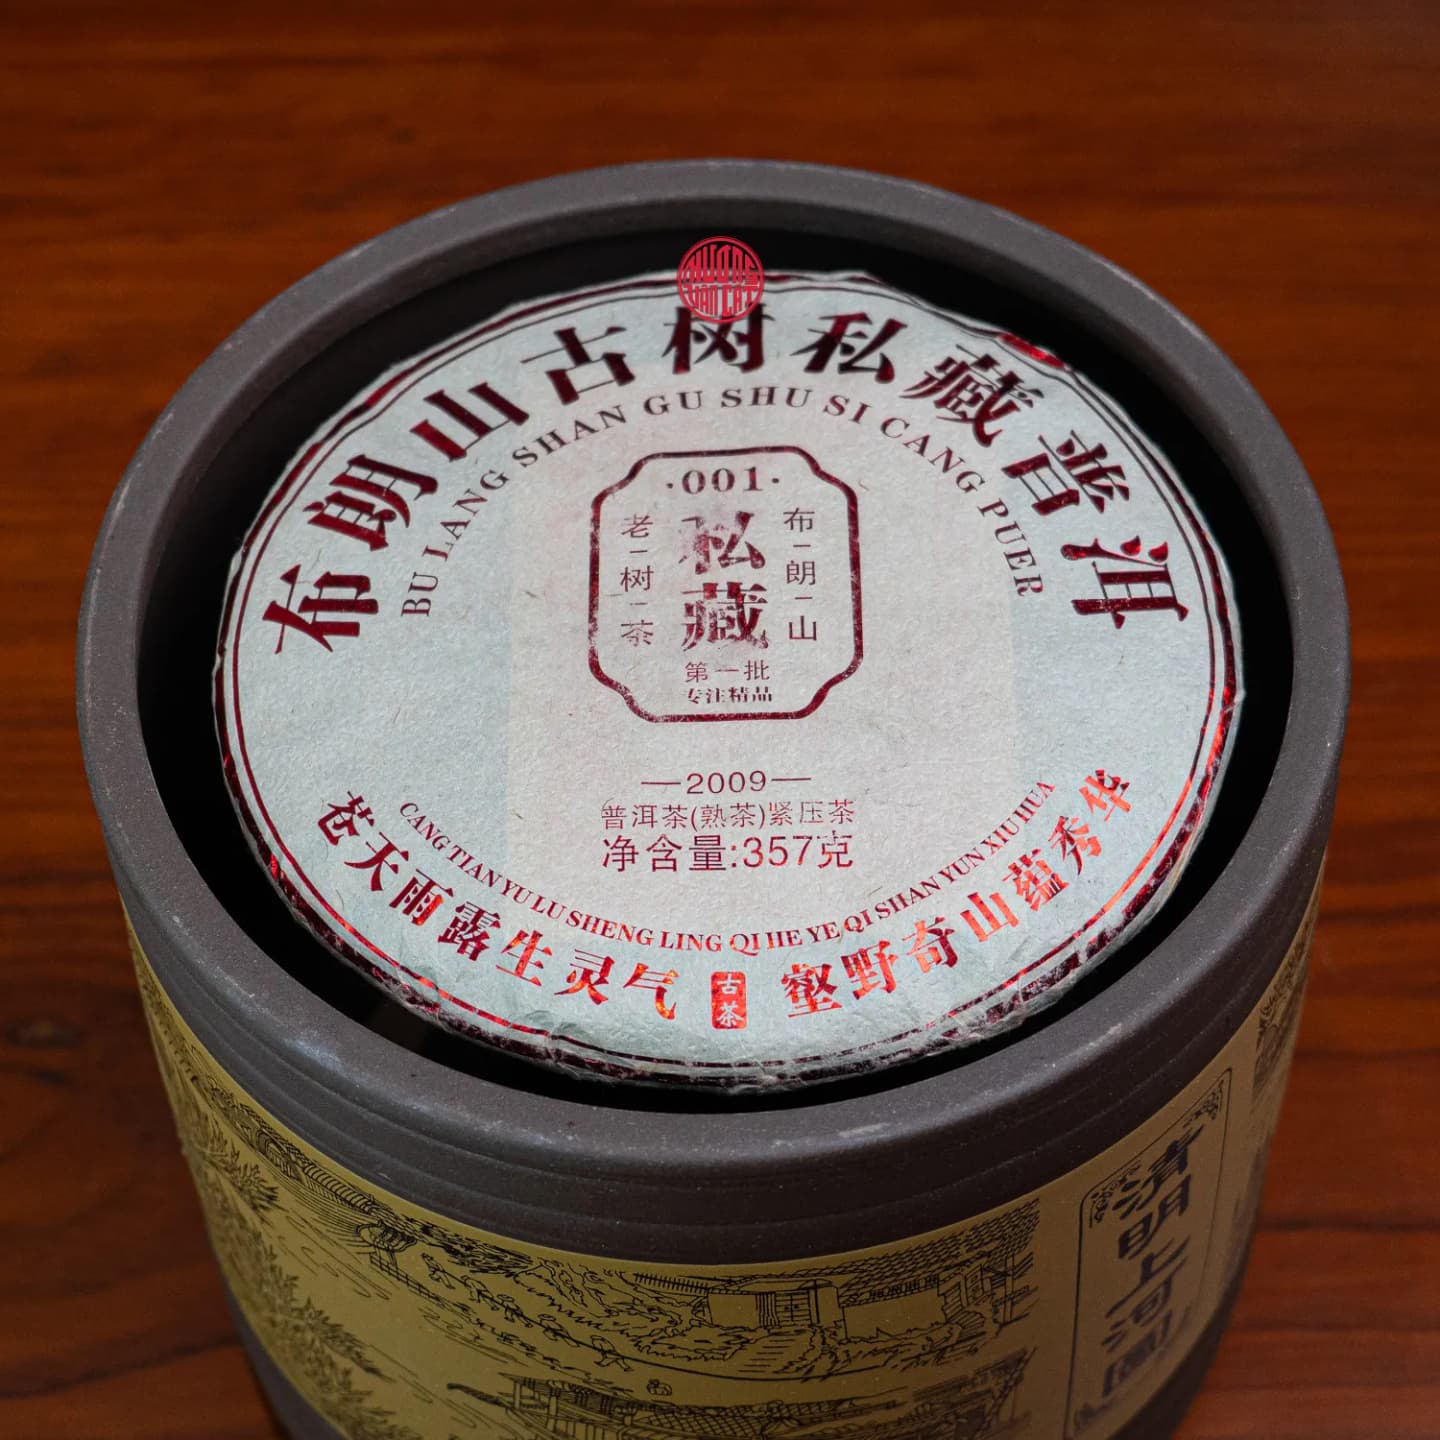 HƯƠNG
VẠN CÁT
布朗山古树私藏普洱
BU LANG SHAN GU SHU SI CANG PUER
·001·
布-朗-山
私藏
老-树-茶
第一批
专注精品
—2009—
普洱茶(熟茶)紧压茶
净含量:357克
CANG TIAN YU LU SHENG LING QI HE YE QI SHAN YUN XIU HUA
苍天雨露生灵气
古茶
壑野奇山蕴秀华
清明上河圖